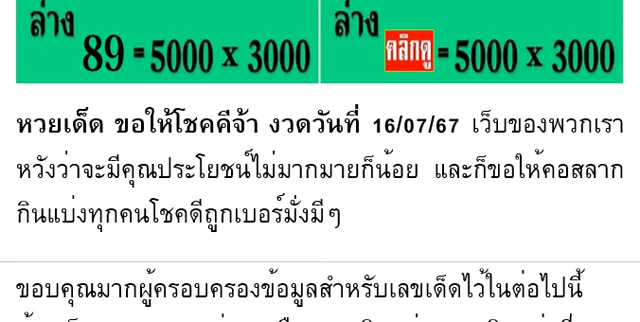 ล่าง 89 = 5000 x 3000
ล่าง คลิกดู = 5000 x 3000
หวยเด็ด ขอให้โชคดีจ้า งวดวันที่ 16/07/67 เว็บของพวกเรา
หวังว่าจะมีคุณประโยชน์ไม่มากมายก็น้อย และก็ขอให้คอสลาก
กินแบ่งทุกคนโชคดีถูกเบอร์มั่งมีๆ
ขอบคุณมากผู้ครอบครองข้อมูลสำหรับเลขเด็ดไว้ในต่อไปนี้